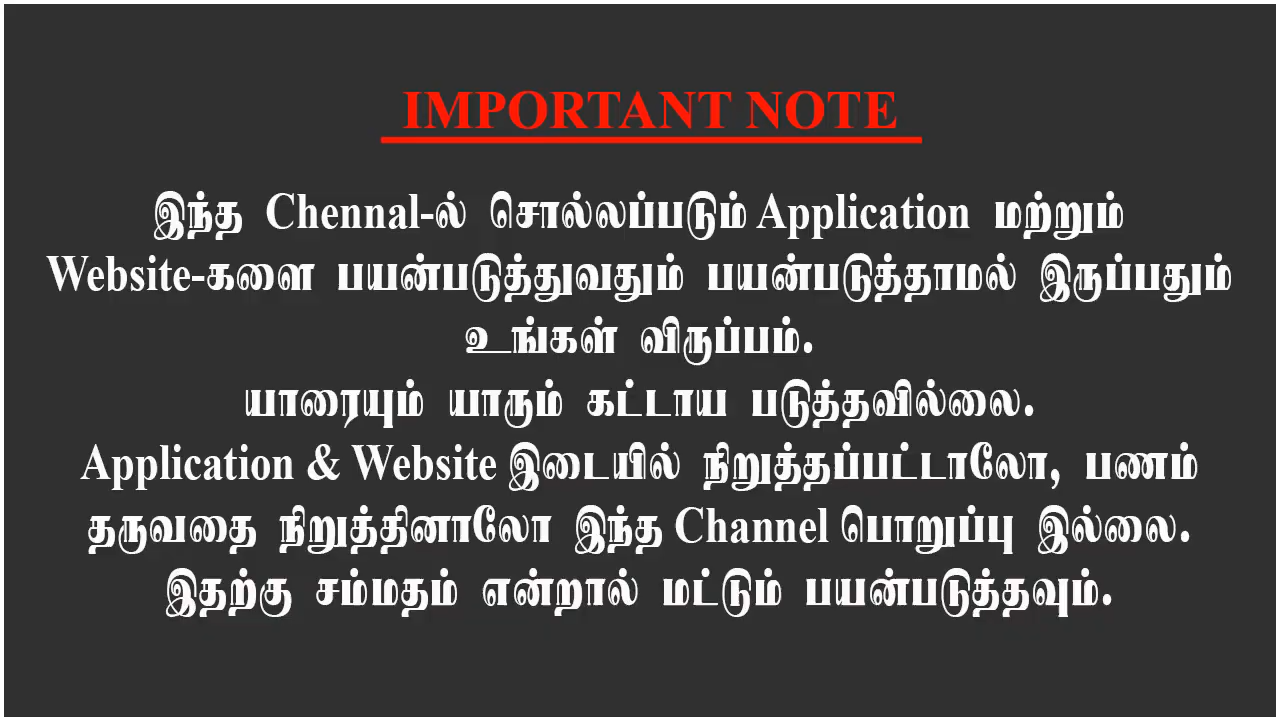 IMPORTANT NOTE
இந்த Chennal-ல் சொல்லப்படும் Application மற்றும்
Website-களை பயன்படுத்துவதும் பயன்படுத்தாமல் இருப்பதும்
உங்கள் விருப்பம்.
யாரையும் யாரும் கட்டாய படுத்தவில்லை.
Application & Website இடையில் நிறுத்தப்பட்டாலோ, பணம்
தருவதை நிறுத்தினாலோ இந்த Channel பொறுப்பு இல்லை.
இதற்கு சம்மதம் என்றால் மட்டும் பயன்படுத்தவும்.